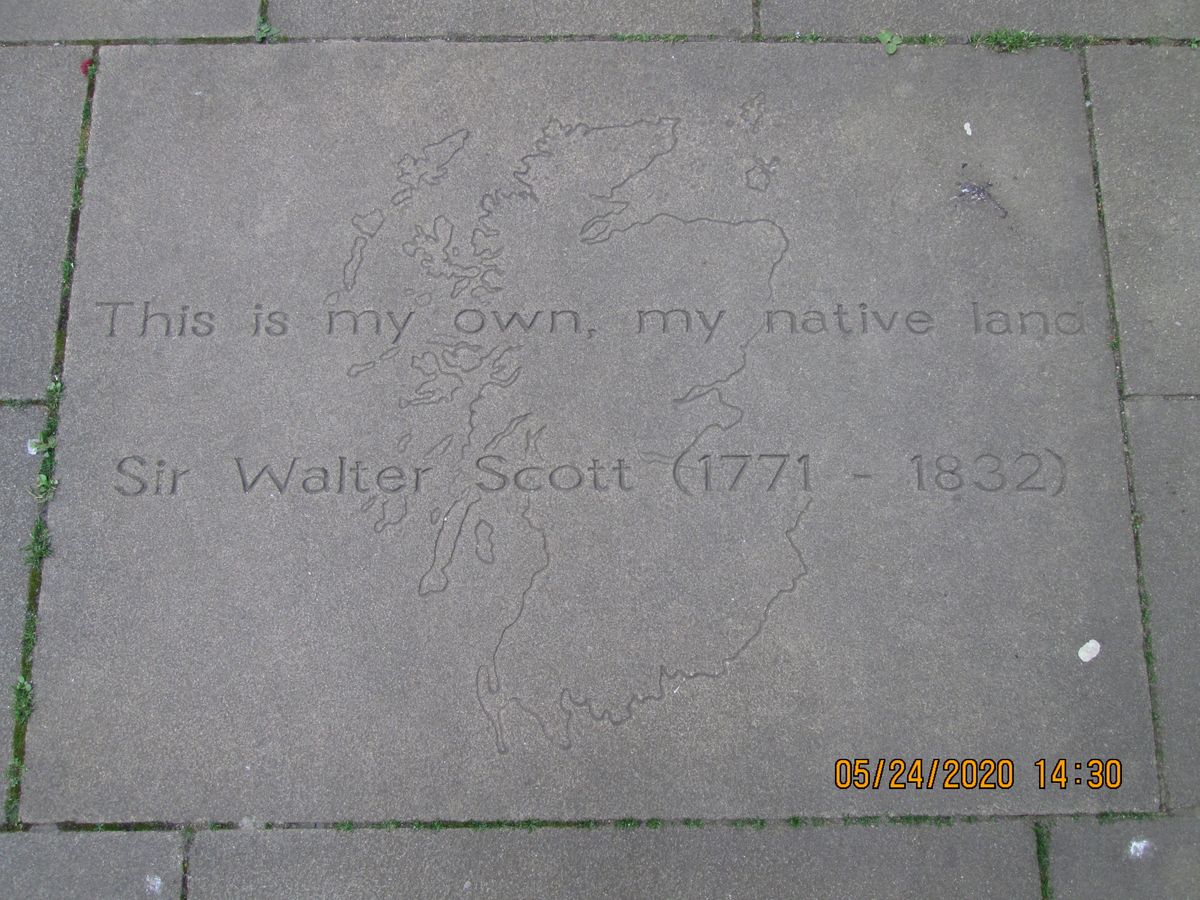 This is my own, my native land
Sir Walter Scott (1771 - 1832)
05/24/2020 14:30